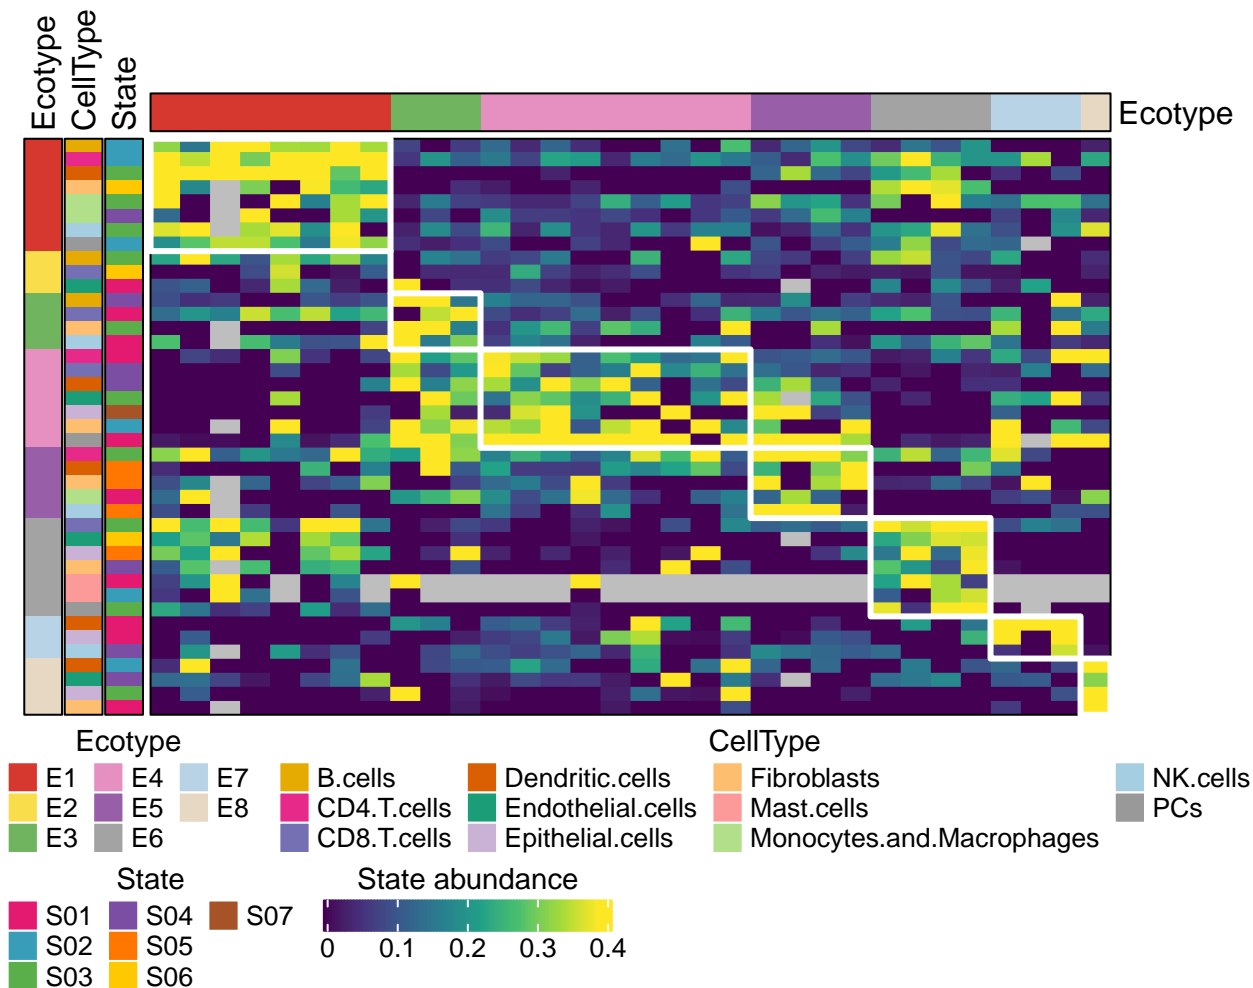 Ecotype
CellType
State
Ecotype
Ecotype
CellType
E1 E4 E7 B.cells Dendritic.cells Fibroblasts NK.cells
E2 E5 E8 CD4.T.cells Endothelial.cells Mast.cells PCs
E3 E6 CD8.T.cells Epithelial.cells Monocytes.and.Macrophages
State State abundance
S01 S04 S07
S02 S05 0 0.1 0.2 0.3 0.4
S03 S06